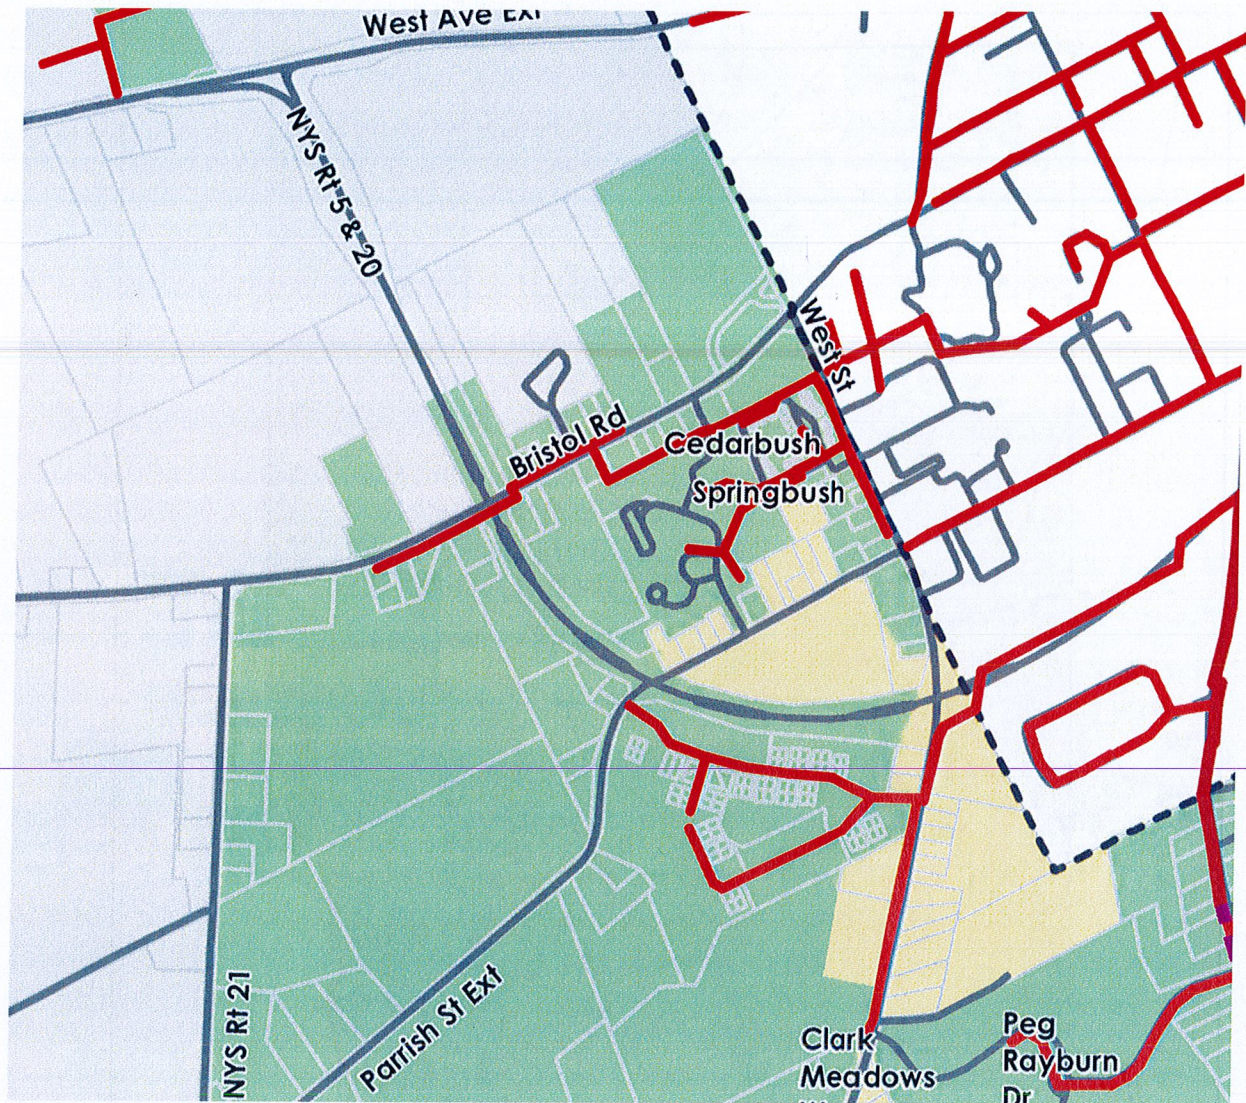 West Ave Ext
NYS Rt 5 & 20
West St
Bristol Rd
Cedarbush
Springbush
NYS Rt 21
Parrish St Ext
Clark
Meadows
Peg
Rayburn
Dr